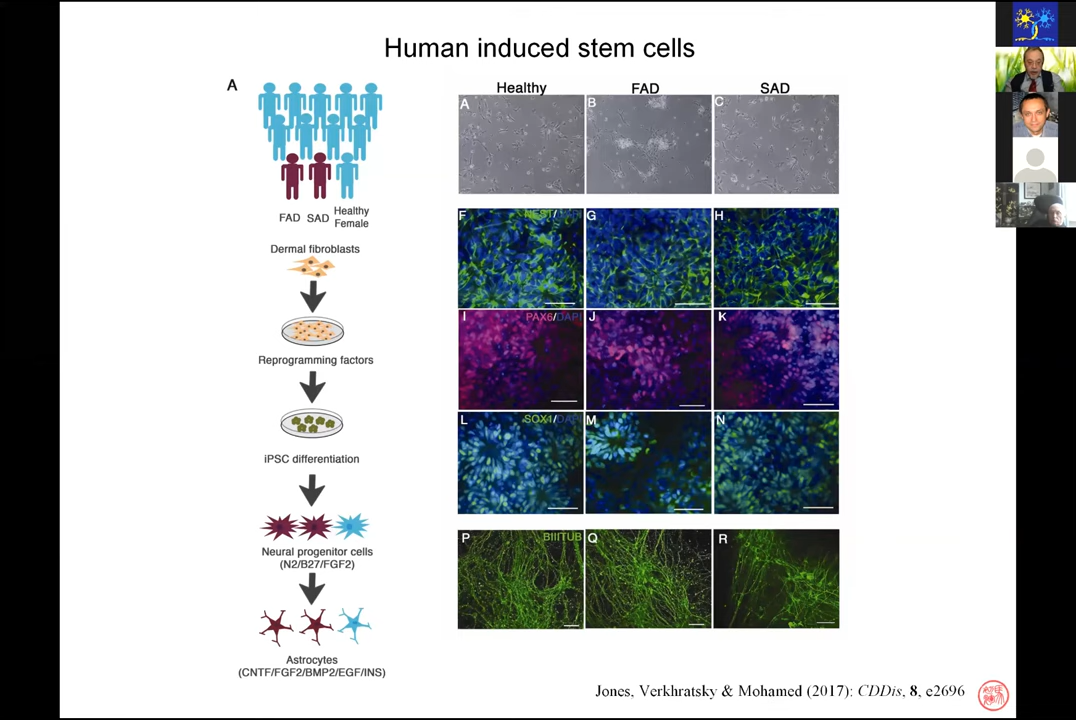 Human induced stem cells
A
FAD SAD Healthy Female
Dermal fibroblasts
Reprogramming factors
iPSC differentiation
Neural progenitor cells
(N2/B27/FGF2)
Astrocytes
(CNTF/FGF2/BMP2/EGF/INS)
Healthy FAD SAD
A B C
F NEST/DAPI G H
I PAX6/DAPI J K
L SOX1/DAPI M N
P BIIITUB Q R
Jones, Verkhratsky & Mohamed (2017): CDDis, 8, e2696